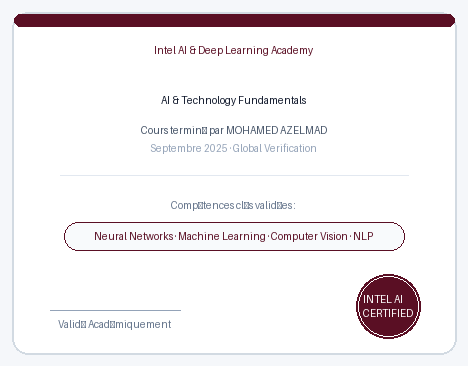 Intel AI & Deep Learning Academy
AI & Technology Fundamentals
Cours termin▯ par MOHAMED AZELMAD
Septembre 2025 · Global Verification
Comp▯tences cl▯s valid▯es:
Neural Networks · Machine Learning · Computer Vision · NLP
INTEL AI
CERTIFIED
Valid▯ Acad▯miquement